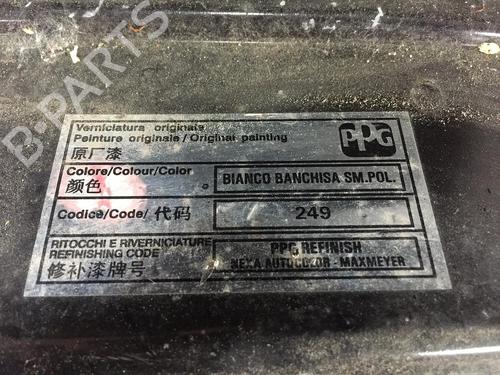 B-PARTS
Verniciatura originale
Peinture originale / Original painting
原厂漆
PPG
Colore/Colour/Color
颜色
BIANCO BANCHISA SM.POL.
Codice/Code/ 代码
249
RITOCCHI E RIVERNICIATURE
REFINISHING CODE
修补漆牌号
PPG REFINISH
NEXA AUTOCOLOR - MAXMEYER